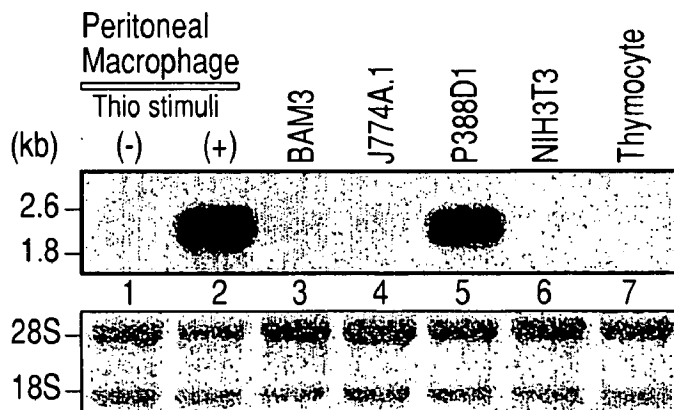 Peritoneal
Macrophage
Thio stimuli
(kb) (-) (+) BAM3 J774A.1 P388D1 NIH3T3 Thymocyte
2.6
1.8
1 2 3 4 5 6 7
28S
18S